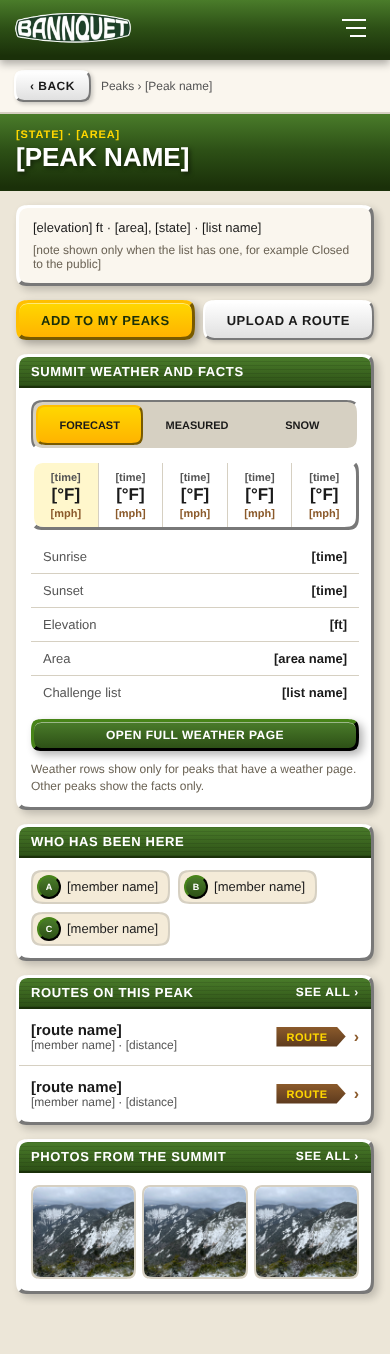 BANNQUET
‹ BACK
Peaks › [Peak name]
[STATE] · [AREA]
[PEAK NAME]
[elevation] ft · [area], [state] · [list name]
[note shown only when the list has one, for example Closed
to the public]
ADD TO MY PEAKS
UPLOAD A ROUTE
SUMMIT WEATHER AND FACTS
FORECAST MEASURED SNOW
[time] [time] [time] [time] [time]
[°F] [°F] [°F] [°F] [°F]
[mph] [mph] [mph] [mph] [mph]
Sunrise [time]
Sunset [time]
Elevation [ft]
Area [area name]
Challenge list [list name]
OPEN FULL WEATHER PAGE
Weather rows show only for peaks that have a weather page.
Other peaks show the facts only.
WHO HAS BEEN HERE
A [member name] B [member name]
C [member name]
ROUTES ON THIS PEAK SEE ALL ›
[route name]
[member name] · [distance]
ROUTE ›
[route name]
[member name] · [distance]
ROUTE ›
PHOTOS FROM THE SUMMIT SEE ALL ›